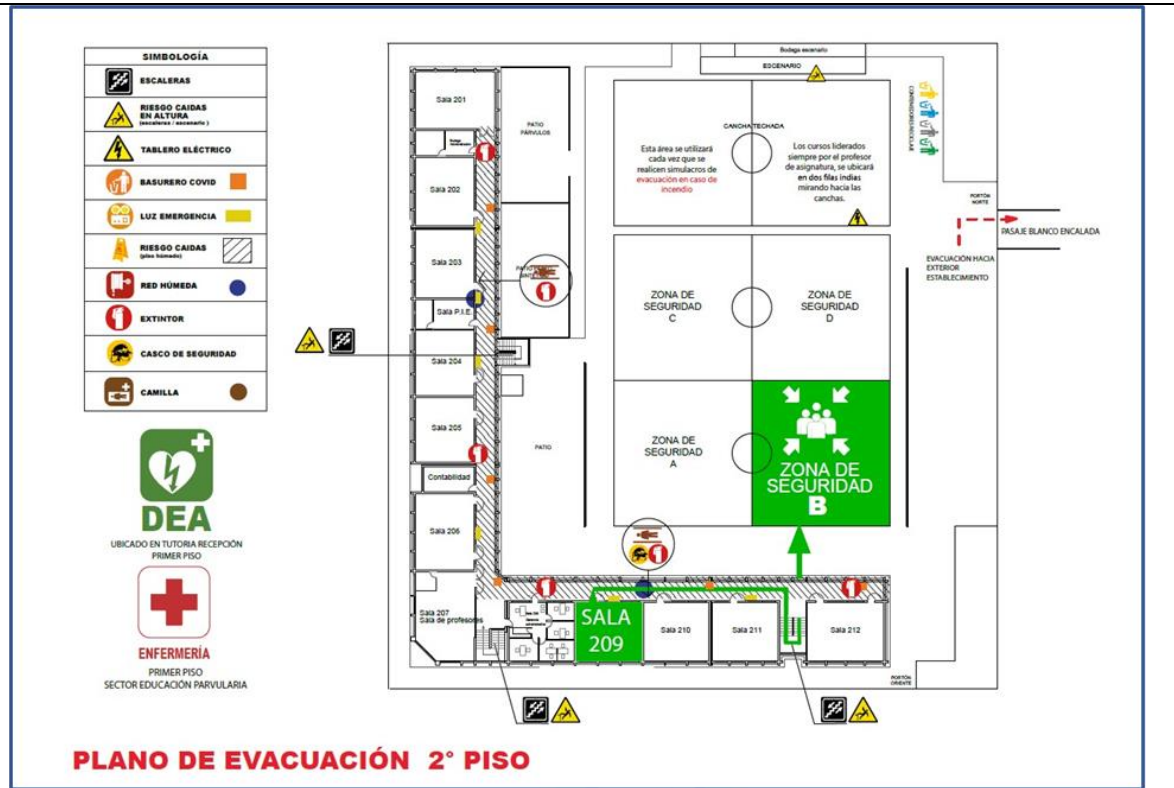 SIMBOLOGÍA
ESCALERAS
RIESGO CAIDAS
EN ALTURA
(escaleras / escenario )
TABLERO ELÉCTRICO
BASURERO COVID
LUZ EMERGENCIA
RIESGO CAIDAS
(piso húmedo)
RED HÚMEDA
EXTINTOR
CASCO DE SEGURIDAD
CAMILLA
DEA
UBICADO EN TUTORIA RECEPCIÓN
PRIMER PISO
ENFERMERÍA
PRIMER PISO
SECTOR EDUCACIÓN PARVULARIA
Sala 201
Sala 202
Sala 203
Sala P.I.E.
Sala 204
Sala 205
Contabilidad
Sala 206
Sala 207
Sala de profesores
PATIO
PÁRVULOS
PATIO
Bodega escenario
ESCENARIO
CANCHA TECHADA
Esta área se utilizará
cada vez que se
realicen simulacros de
evacuación en caso de
incendio
Los cursos liderados
siempre por el profesor
de asignatura, se ubicará
en dos filas indias
mirando hacia las
canchas.
CONTENEDORES RECICLAJE
PORTÓN
NORTE
PASAJE BLANCO ENCALADA
EVACUACIÓN HACIA
EXTERIOR
ESTABLECIMIENTO
ZONA DE
SEGURIDAD
C
ZONA DE
SEGURIDAD
D
ZONA DE
SEGURIDAD
A
ZONA DE
SEGURIDAD
B
SALA
209
Sala 210
Sala 211
Sala 212
PORTÓN
ORIENTE
PLANO DE EVACUACIÓN 2° PISO